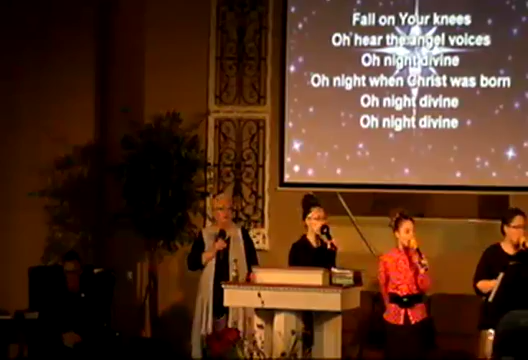 Fall on Your knees
Oh hear the angel voices
Oh night divine
Oh night when Christ was born
Oh night divine
Oh night divine